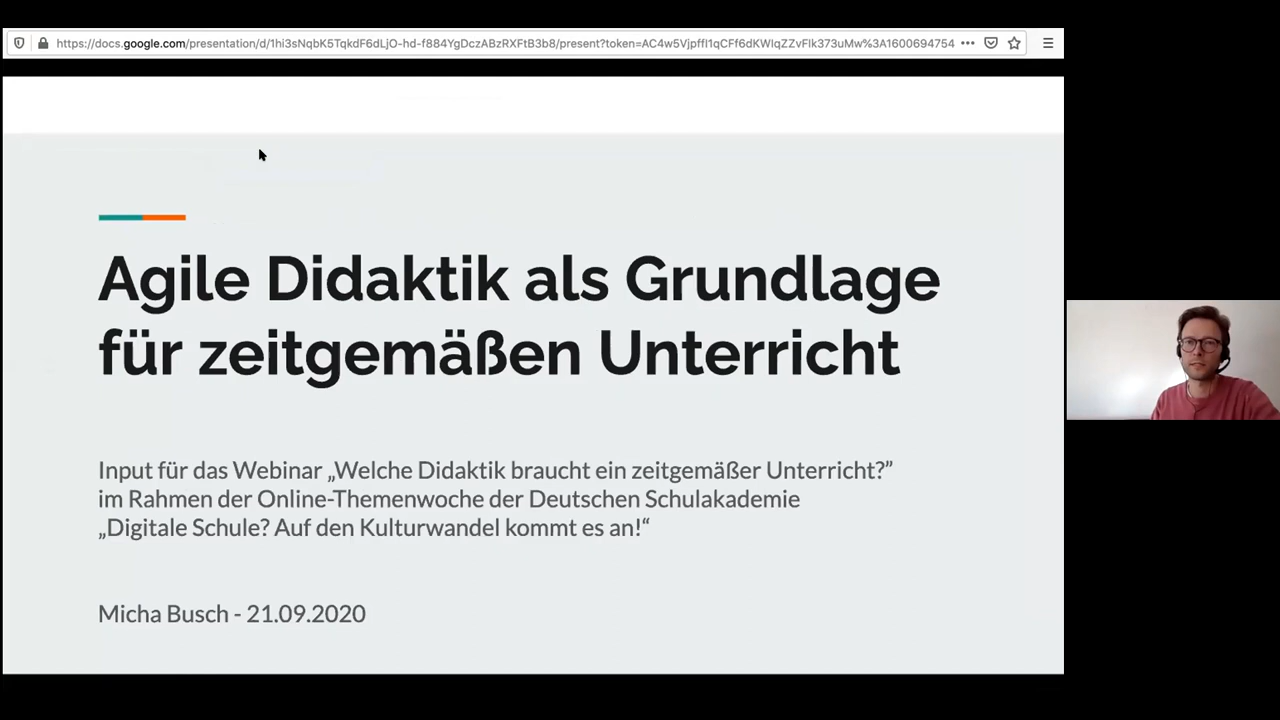 https://docs.google.com/presentation/d/1hi3sNqbK5TqkdF6dLjO-hd-f884YgDczABzRXFtB3b8/present?token=AC4w5Vjpffl1qCFf6dKWIqZZvFlk373uMw%3A1600694754
Agile Didaktik als Grundlage
für zeitgemäßen Unterricht
Input für das Webinar „Welche Didaktik braucht ein zeitgemäßer Unterricht?”
im Rahmen der Online-Themenwoche der Deutschen Schulakademie
„Digitale Schule? Auf den Kulturwandel kommt es an!“
Micha Busch - 21.09.2020